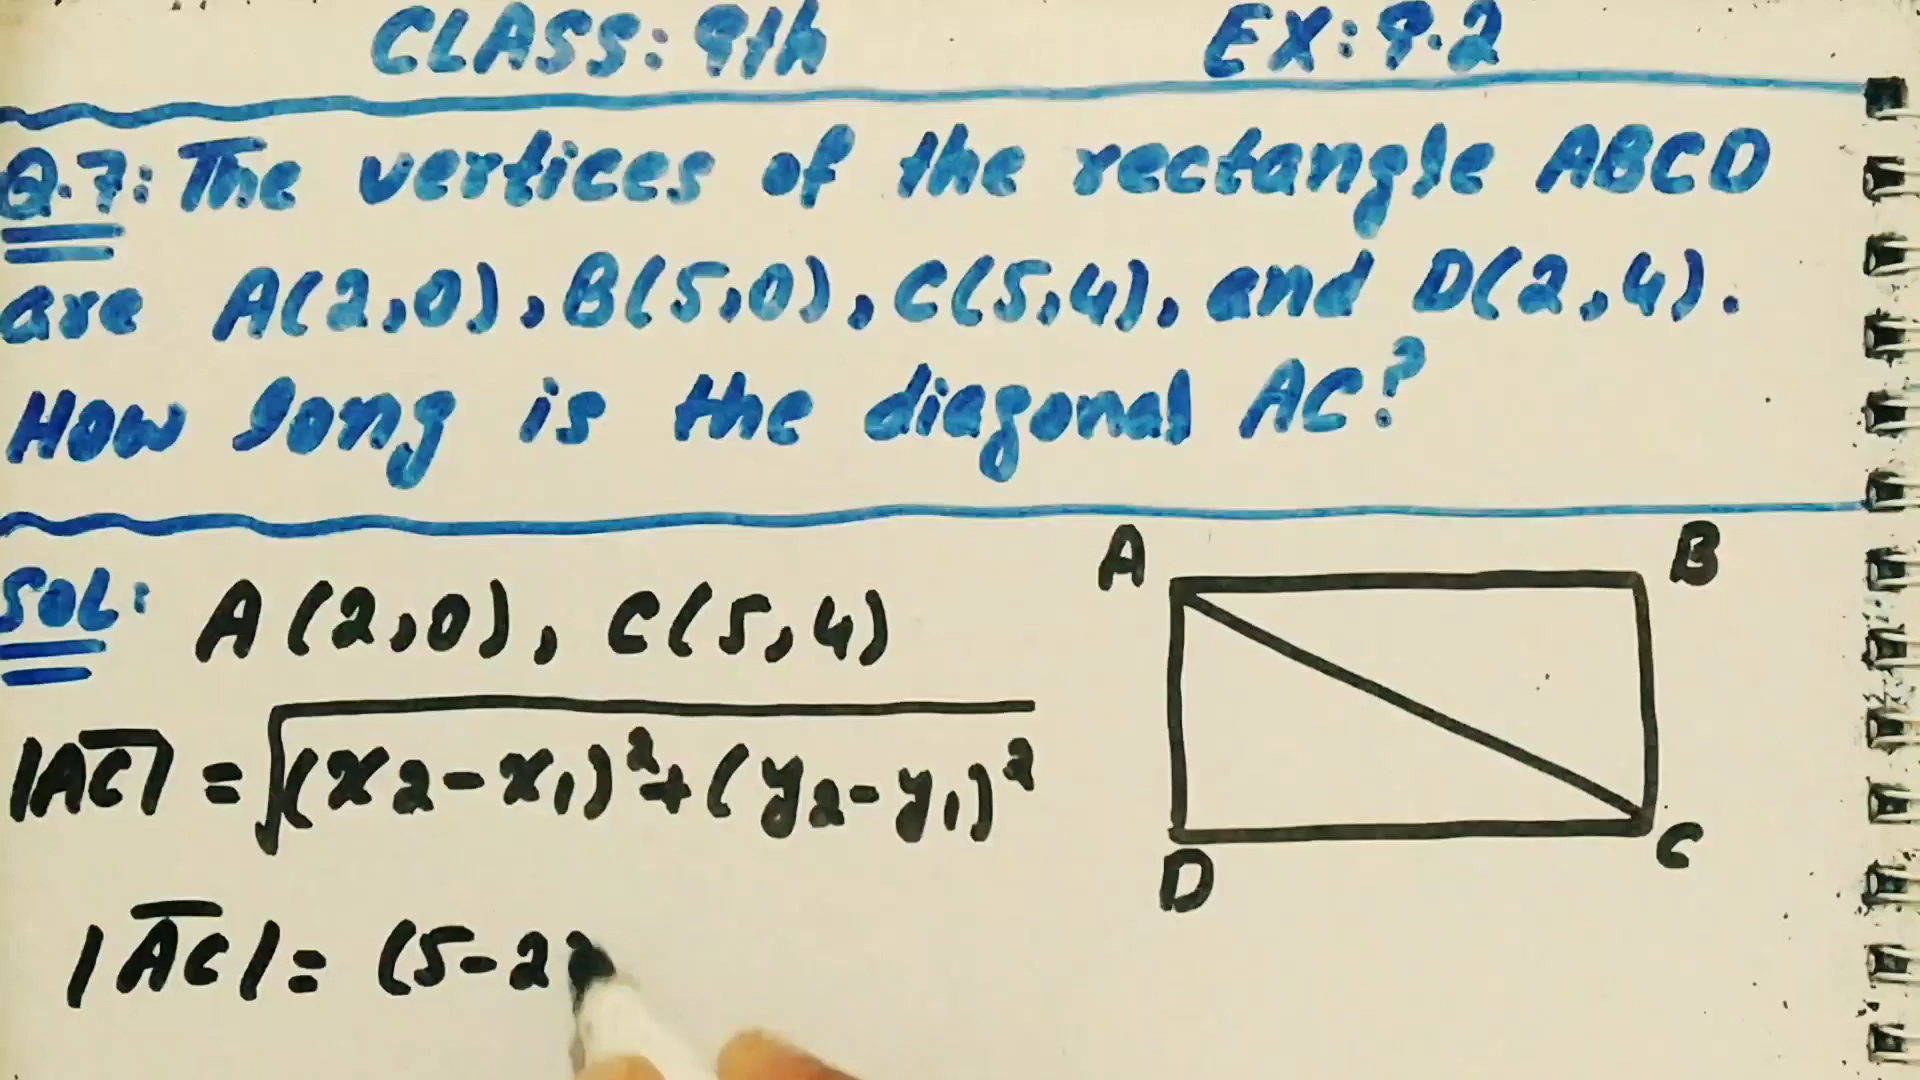 CLASS: 9th EX: 9.2
Q.7: The vertices of the rectangle ABCD
are A(2,0), B(5,0), C(5,4), and D(2,4).
How long is the diagonal AC?
SOL: A(2,0), C(5,4)
|A̅C̅| = √(x2-x1)²+(y2-y1)²
|A̅C̅| = (5-2)
A B
D C